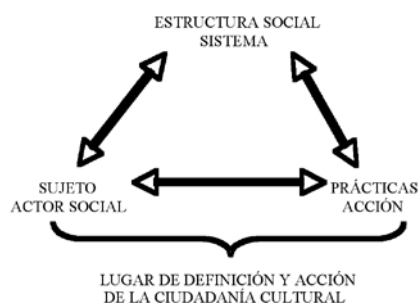 ESTRUCTURA SOCIAL
SISTEMA
SUJETO
ACTOR SOCIAL
PRÁCTICAS
ACCIÓN
LUGAR DE DEFINICIÓN Y ACCIÓN
DE LA CIUDADANÍA CULTURAL